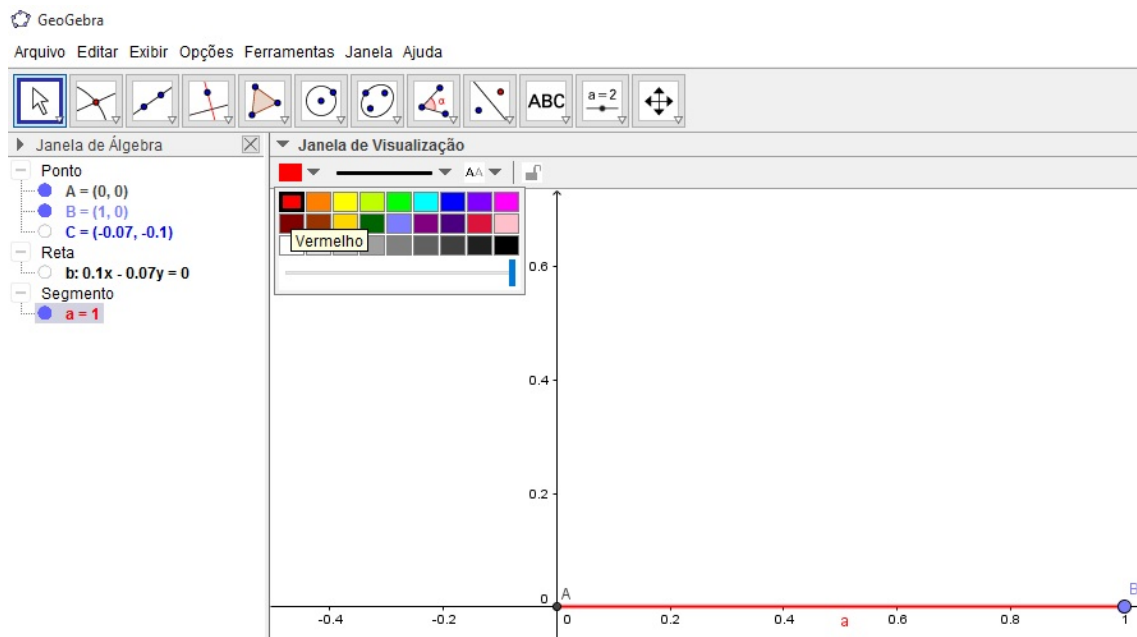 GeoGebra
Arquivo Editar Exibir Opções Ferramentas Janela Ajuda
α
ABC
a=2
Janela de Álgebra
Janela de Visualização
AA
Ponto
A = (0, 0)
B = (1, 0)
C = (-0.07, -0.1)
Reta
b: 0.1x - 0.07y = 0
Segmento
a = 1
Vermelho
0.6
0.4
0.2
0
A
B
-0.4
-0.2
0
0.2
0.4
a
0.6
0.8
1